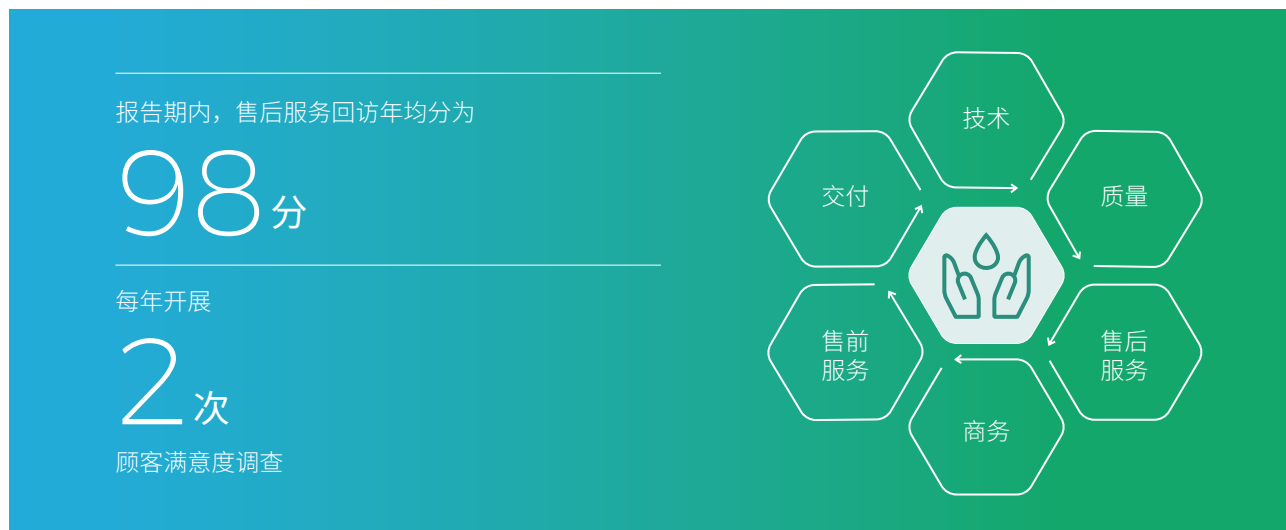 报告期内，售后服务回访年均分为
98 分
每年开展
2 次
顾客满意度调查
技术
交付
质量
售前
服务
售后
服务
商务